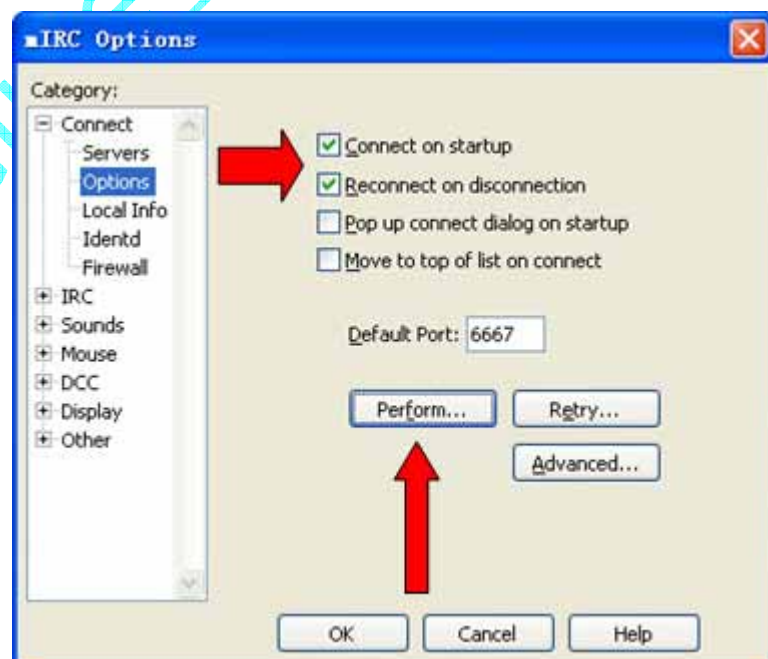 mIRC Options
Category:
Connect
Servers
Options
Local Info
Identd
Firewall
IRC
Sounds
Mouse
DCC
Display
Other
Connect on startup
Reconnect on disconnection
Pop up connect dialog on startup
Move to top of list on connect
Default Port: 6667
Perform... Retry...
Advanced...
OK Cancel Help